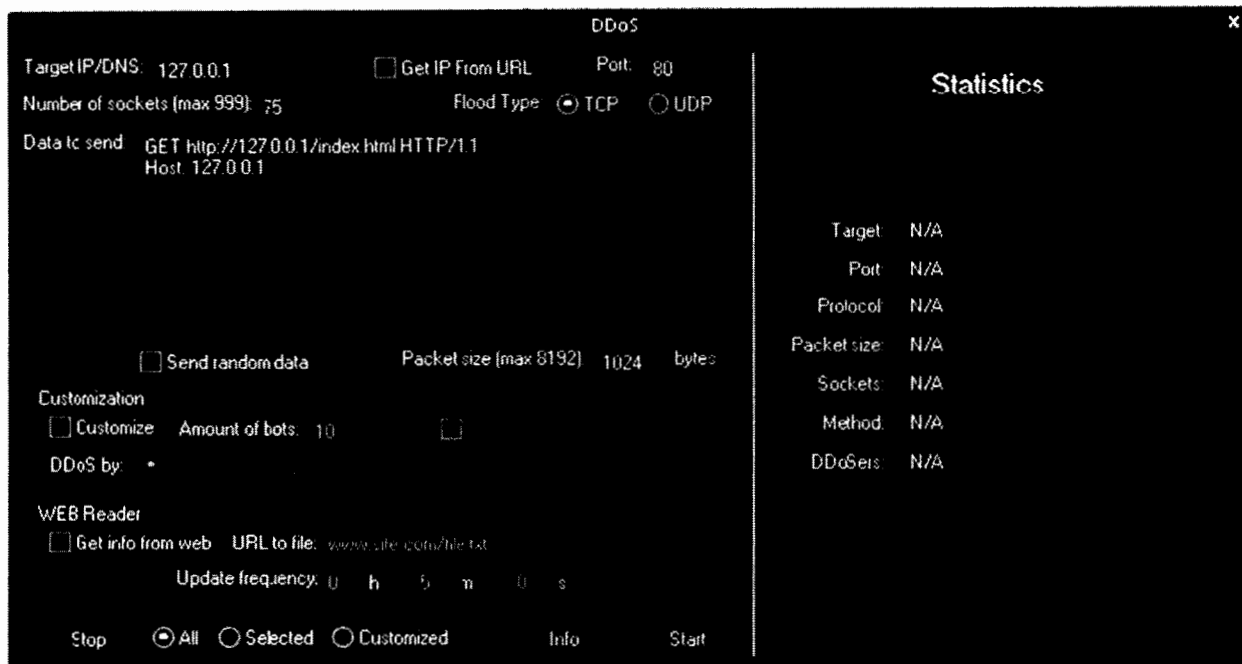 DDoS x
Target IP/DNS: 127.0.0.1 Get IP From URL Port: 80
Number of sockets (max 999): 75 Flood Type: TCP UDP
Data to send GET http://127.0.0.1/index.html HTTP/1.1
Host: 127.0.0.1
Send random data Packet size (max 8192) 1024 bytes
Customization
Customize Amount of bots: 10
DDoS by: *
WEB Reader
Get info from web URL to file: www.site.com/file.txt
Update frequency: 0 h 5 m 0 s
Stop All Selected Customized Info Start
Statistics
Target: N/A
Port: N/A
Protocol: N/A
Packet size: N/A
Sockets: N/A
Method: N/A
DDoSers: N/A